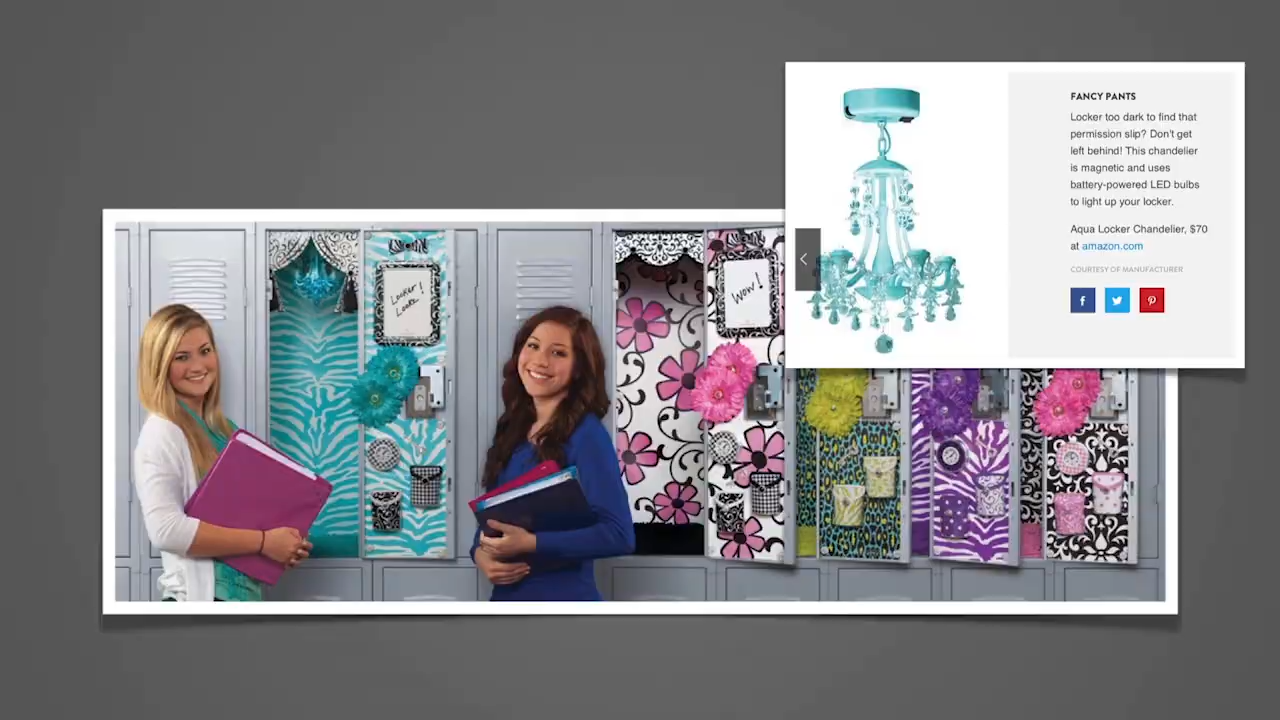 FANCY PANTS
Locker too dark to find that
permission slip? Don't get
left behind! This chandelier
is magnetic and uses
battery-powered LED bulbs
to light up your locker.
Aqua Locker Chandelier, $70
at amazon.com
COURTESY OF MANUFACTURER
Locker!
Lookz
Wow!